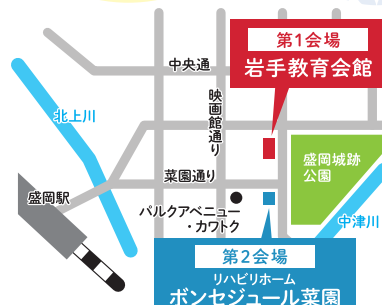 第1会場
岩手教育会館
中央通
映画館通り
北上川
盛岡城跡
公園
菜園通り
盛岡駅
パルクアベニュー
・カワトク
中津川
第2会場
リハビリホーム
ボンセジュール菜園